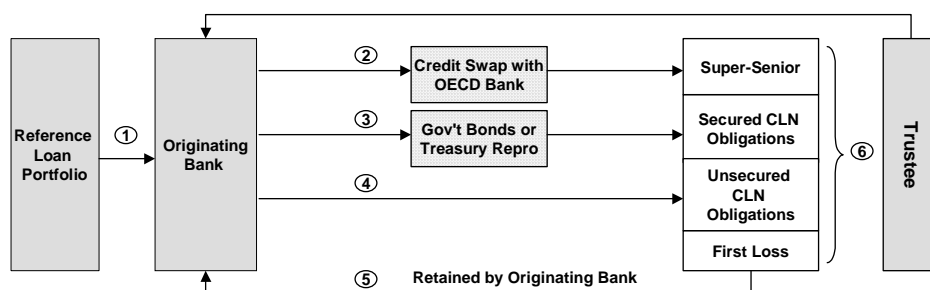 Reference
Loan
Portfolio
①
Originating
Bank
②
Credit Swap with
OECD Bank
③
Gov't Bonds or
Treasury Repro
④
Super-Senior
Secured CLN
Obligations
Unsecured
CLN
Obligations
First Loss
⑤ Retained by Originating Bank
⑥
Trustee